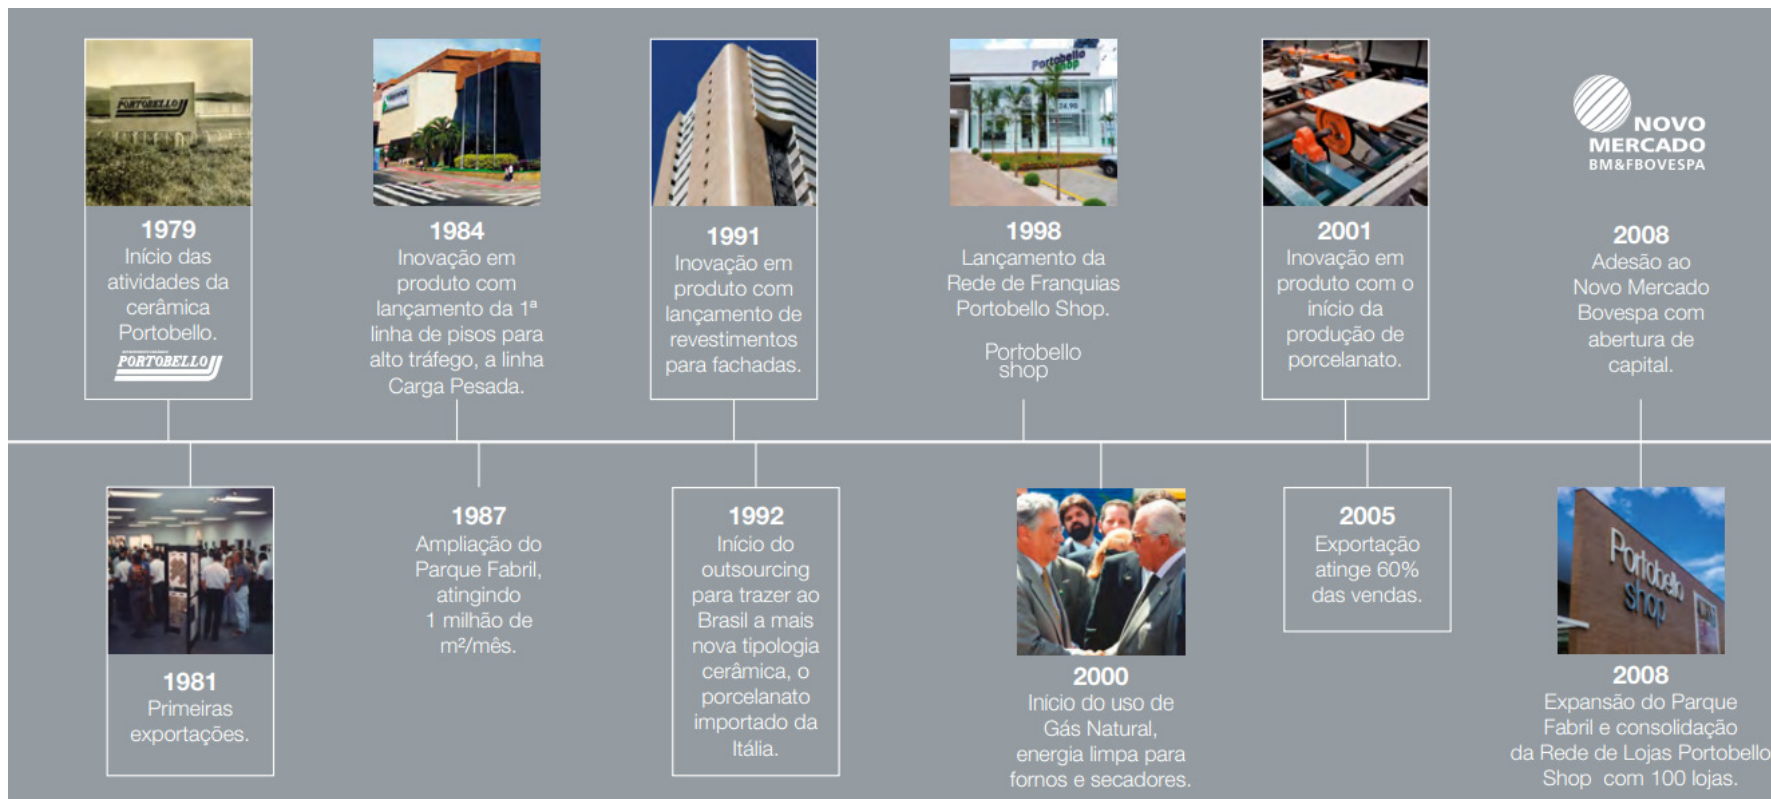 PORTOBELLO
1979
Início das
atividades da
cerâmica
Portobello.
PORTOBELLO
1984
Inovação em
produto com
lançamento da 1ª
linha de pisos para
alto tráfego, a linha
Carga Pesada.
1991
Inovação em
produto com
lançamento de
revestimentos
para fachadas.
Portobello
shop
24,90
1998
Lançamento da
Rede de Franquias
Portobello Shop.
Portobello
shop
2001
Inovação em
produto com o
início da
produção de
porcelanato.
NOVO
MERCADO
BM&FBOVESPA
2008
Adesão ao
Novo Mercado
Bovespa com
abertura de
capital.
1981
Primeiras
exportações.
1987
Ampliação do
Parque Fabril,
atingindo
1 milhão de
m²/mês.
1992
Início do
outsourcing
para trazer ao
Brasil a mais
nova tipologia
cerâmica, o
porcelanato
importado da
Itália.
2000
Início do uso de
Gás Natural,
energia limpa para
fornos e secadores.
2005
Exportação
atinge 60%
das vendas.
Portobello
shop
2008
Expansão do Parque
Fabril e consolidação
da Rede de Lojas Portobello
Shop com 100 lojas.